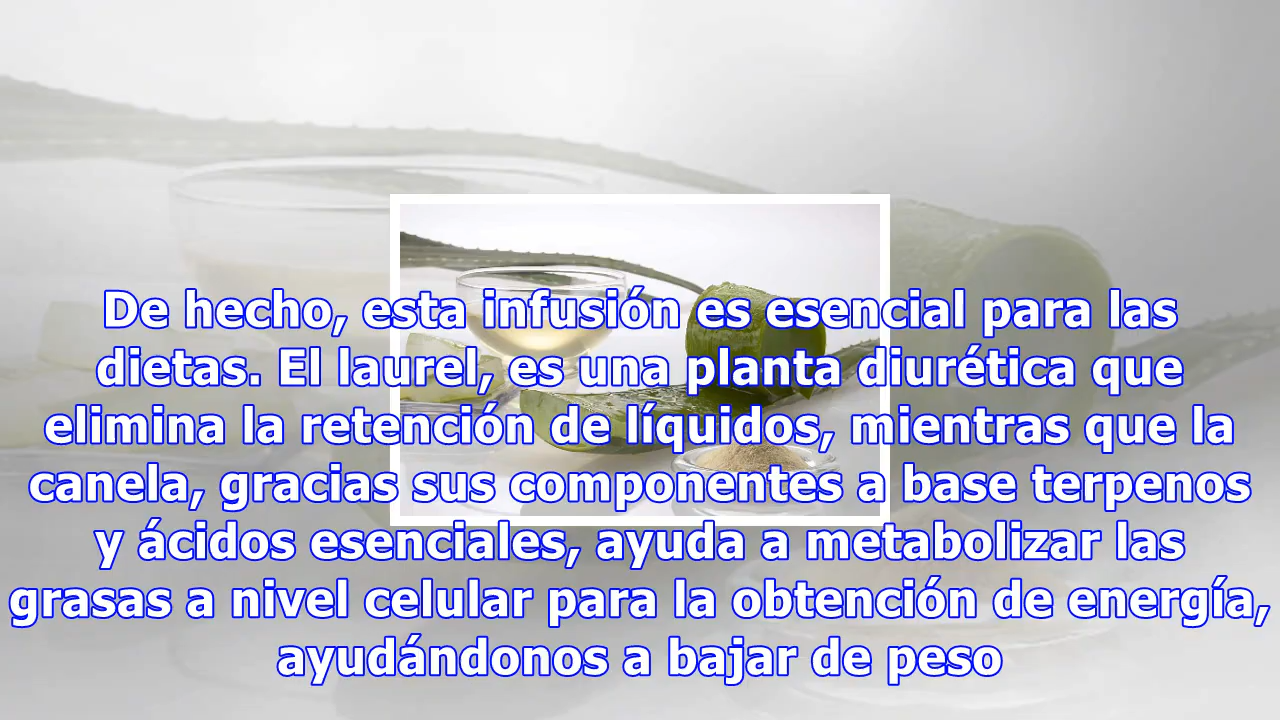 De hecho, esta infusión es esencial para las
dietas. El laurel, es una planta diurética que
elimina la retención de líquidos, mientras que la
canela, gracias sus componentes a base terpenos
y ácidos esenciales, ayuda a metabolizar las
grasas a nivel celular para la obtención de energía,
ayudándonos a bajar de peso